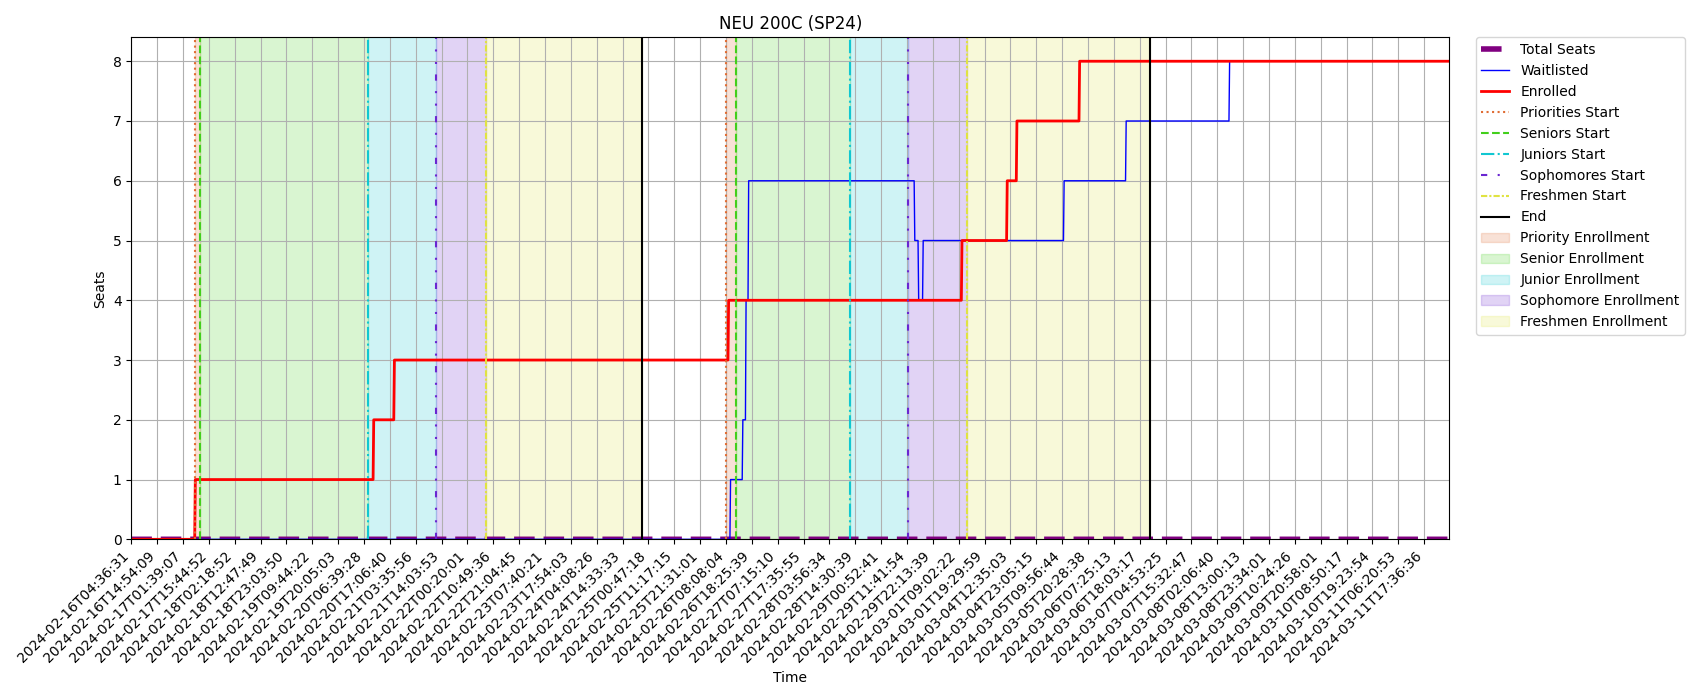 NEU 200C (SP24)
Seats
8
7
6
5
4
3
2
1
0
2024-02-16T04:36:31
2024-02-16T14:54:09
2024-02-17T01:39:07
2024-02-17T15:44:52
2024-02-18T02:18:52
2024-02-18T12:47:49
2024-02-18T23:03:50
2024-02-19T09:44:22
2024-02-19T20:05:03
2024-02-20T06:39:28
2024-02-20T17:06:40
2024-02-21T03:35:56
2024-02-21T14:03:53
2024-02-22T00:20:01
2024-02-22T10:49:36
2024-02-22T21:04:45
2024-02-23T07:40:21
2024-02-23T17:54:03
2024-02-24T04:08:26
2024-02-24T14:33:33
2024-02-25T00:47:18
2024-02-25T11:17:15
2024-02-25T21:31:01
2024-02-26T08:08:04
2024-02-26T18:25:39
2024-02-27T07:15:10
2024-02-27T17:35:55
2024-02-28T03:56:34
2024-02-28T14:30:39
2024-02-29T00:52:41
2024-02-29T11:41:54
2024-02-29T22:13:39
2024-03-01T09:02:22
2024-03-01T19:29:59
2024-03-04T12:35:03
2024-03-04T23:05:15
2024-03-05T09:56:44
2024-03-05T20:28:38
2024-03-06T07:25:13
2024-03-06T18:03:17
2024-03-07T04:53:25
2024-03-07T15:32:47
2024-03-08T02:06:40
2024-03-08T13:00:13
2024-03-08T23:34:01
2024-03-09T10:24:26
2024-03-09T20:58:01
2024-03-10T08:50:17
2024-03-10T19:23:54
2024-03-11T06:20:53
2024-03-11T17:36:36
Time
Total Seats
Waitlisted
Enrolled
Priorities Start
Seniors Start
Juniors Start
Sophomores Start
Freshmen Start
End
Priority Enrollment
Senior Enrollment
Junior Enrollment
Sophomore Enrollment
Freshmen Enrollment